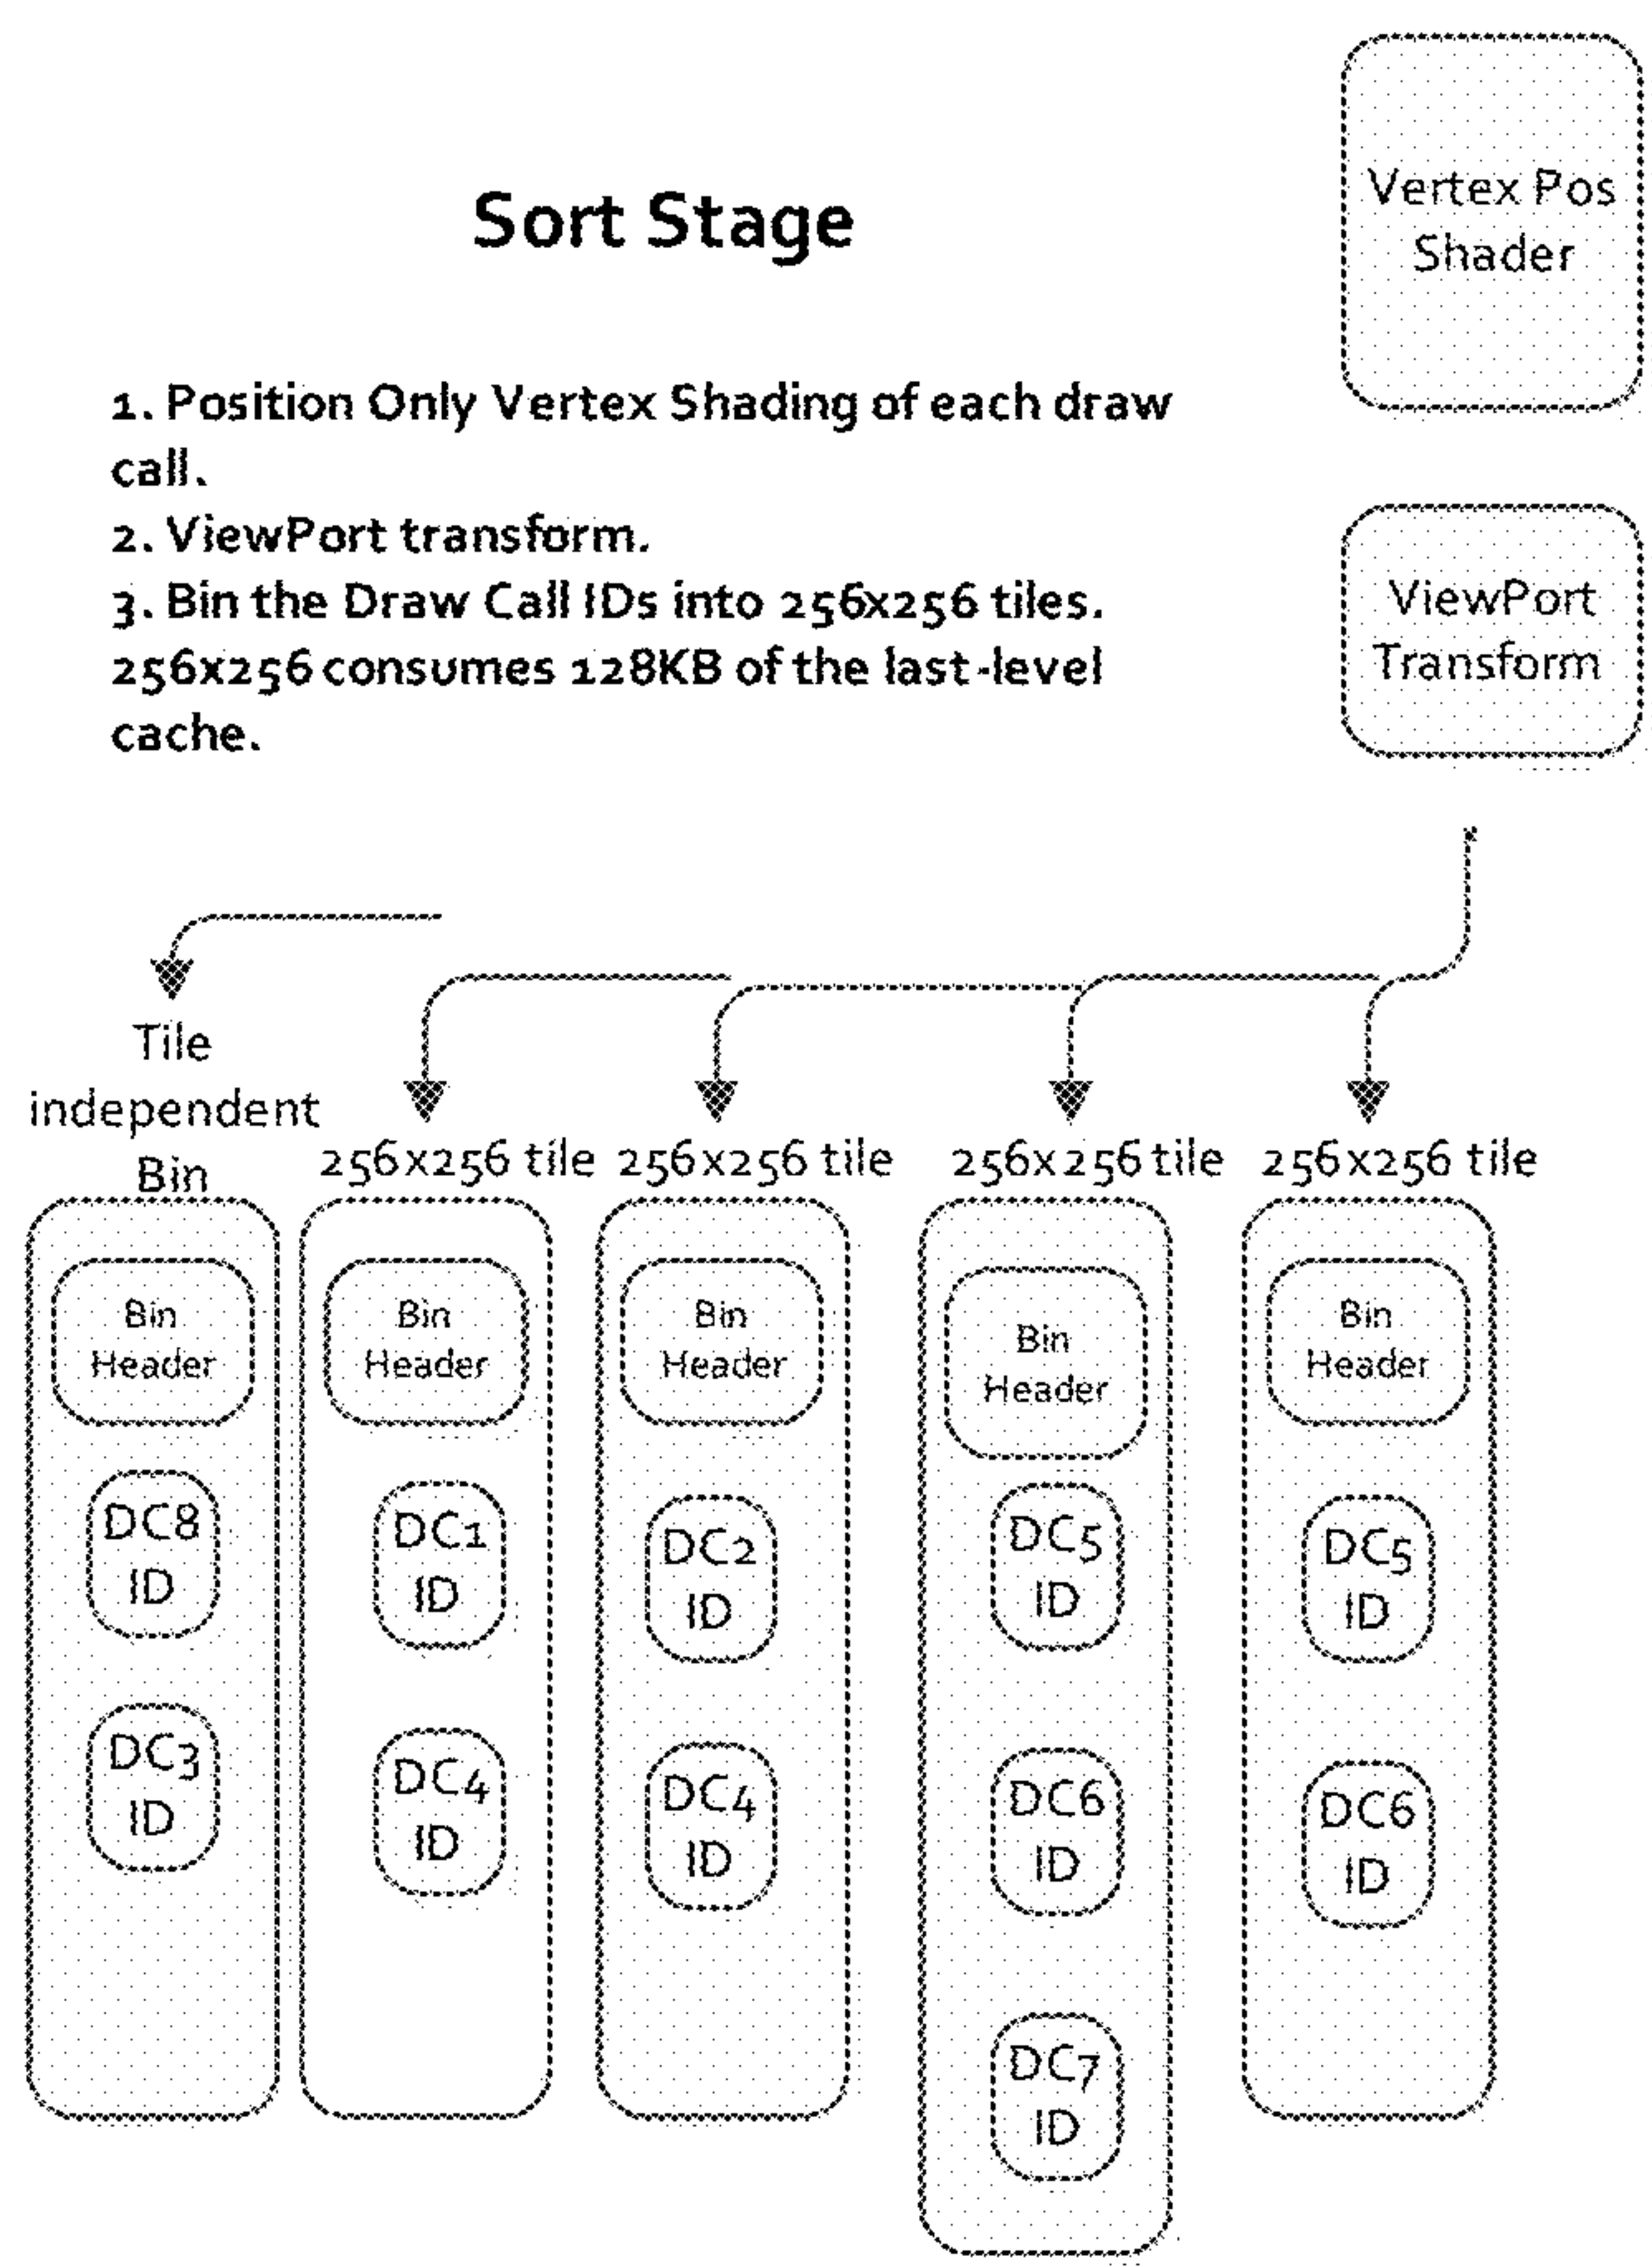 Vertex Pos
Shader
Sort Stage
1. Position Only Vertex Shading of each draw
call.
2. ViewPort transform.
3. Bin the Draw Call IDs into 256x256 tiles.
256x256 consumes 128KB of the last-level
cache.
ViewPort
Transform
Tile
independent
Bin
256x256 tile
256x256 tile
256x256 tile
256x256 tile
Bin
Header
DC8
ID
DC3
ID
Bin
Header
DC1
ID
DC4
ID
Bin
Header
DC2
ID
DC4
ID
Bin
Header
DC5
ID
DC6
ID
DC7
ID
Bin
Header
DC5
ID
DC6
ID